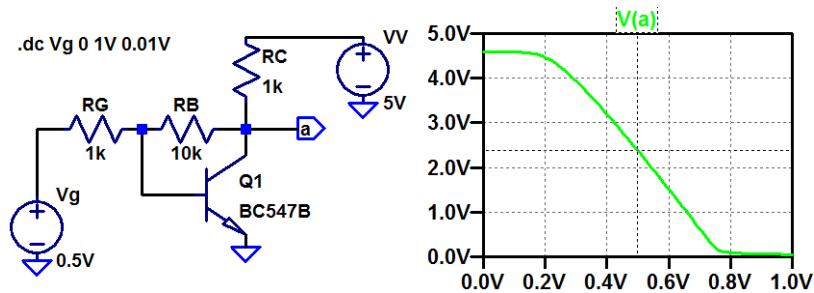 .dc Vg 0 1V 0.01V
VV
RC
1k
5V
RG
RB
a
1k
10k
Q1
Vg
BC547B
0.5V
V(a)
5.0V
4.0V
3.0V
2.0V
1.0V
0.0V
0.0V 0.2V 0.4V 0.6V 0.8V 1.0V